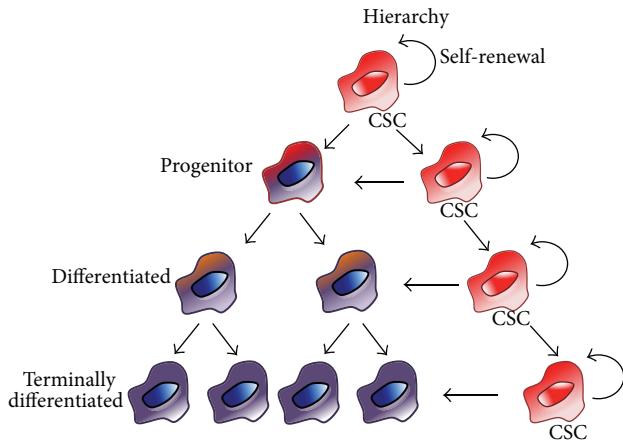 Hierarchy
Self-renewal
CSC
Progenitor
CSC
Differentiated
CSC
Terminally
differentiated
CSC